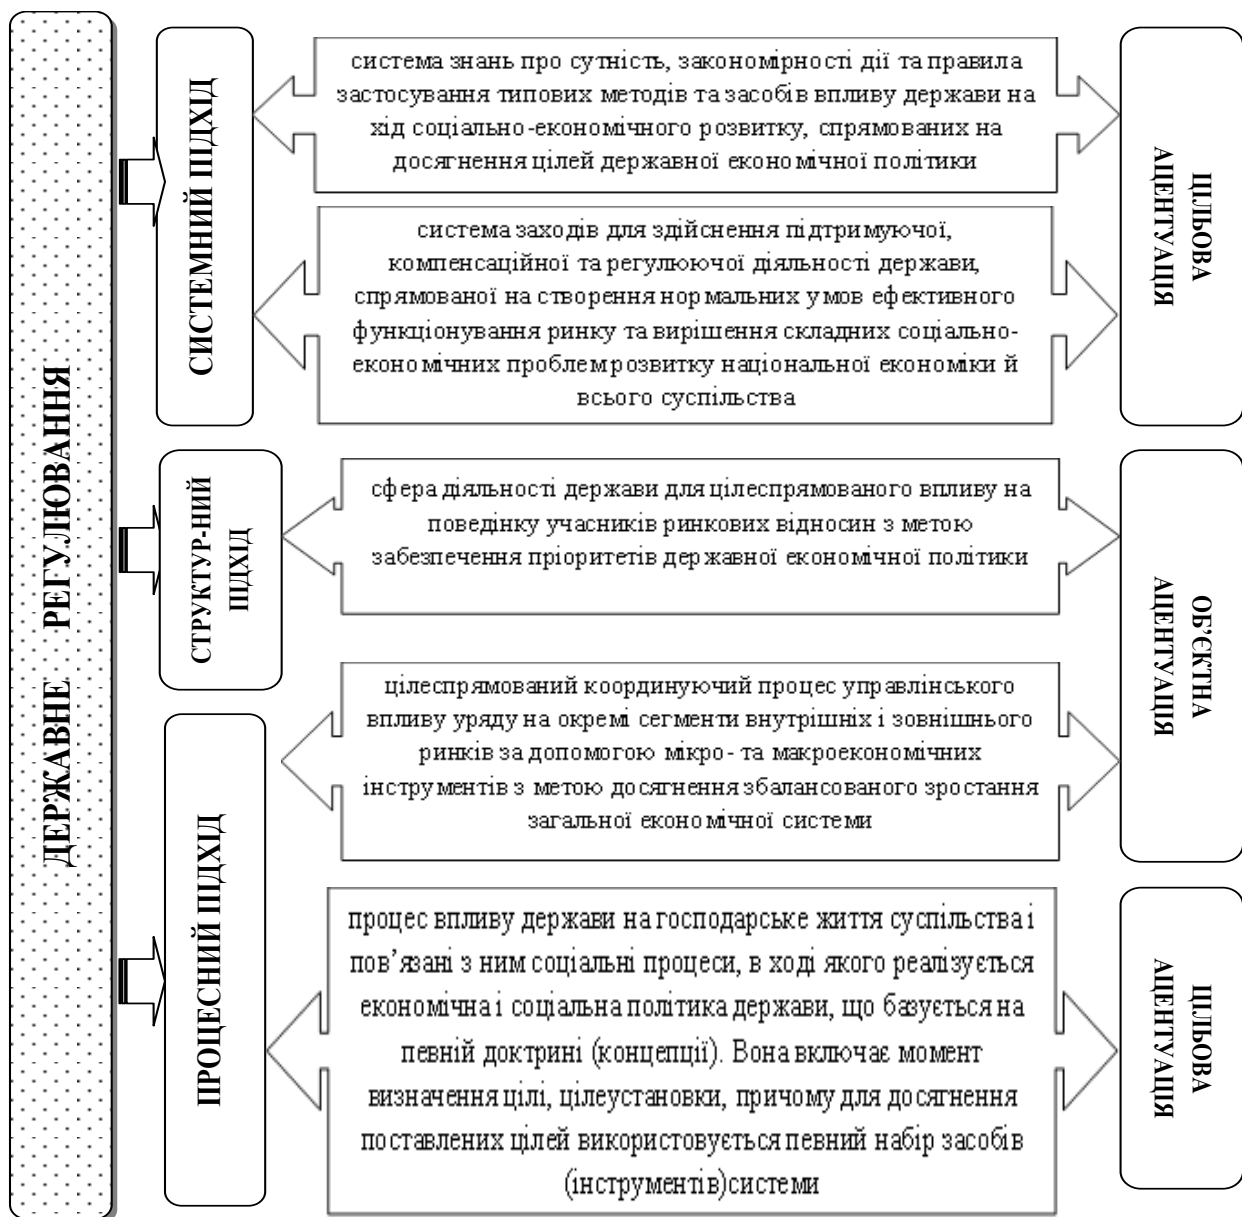 ДЕРЖАВНЕ РЕГУЛЮВАННЯ
СИСТЕМНИЙ ПІДХІД
система знань про сутність, закономірності дії та правила
застосування типових методів та засобів впливу держави на
хід соціально-економічного розвитку, спрямованих на
досягнення цілей державної економічної політики
система заходів для здійснення підтримуючої,
компенсаційної та регулюючої діяльності держави,
спрямованої на створення нормальних умов ефективного
функціонування ринку та вирішення складних соціально-
економічних проблем розвитку національної економіки й
всього суспільства
ЦІЛЬОВА
АЦЕНТУАЦІЯ
СТРУКТУР-НИЙ
ПІДХІД
сфера діяльності держави для цілеспрямованого впливу на
поведінку учасників ринкових відносин з метою
забезпечення пріоритетів державної економічної політики
ОБ’ЄКТНА
АЦЕНТУАЦІЯ
ПРОЦЕСНИЙ ПІДХІД
цілеспрямований координуючий процес управлінського
впливу уряду на окремі сегменти внутрішніх і зовнішнього
ринків за допомогою мікро- та макроекономічних
інструментів з метою досягнення збалансованого зростання
загальної економічної системи
процес впливу держави на господарське життя суспільства і
пов’язані з ним соціальні процеси, в ході якого реалізується
економічна і соціальна політика держави, що базується на
певній доктрині (концепції). Вона включає момент
визначення цілі, цілеустановки, причому для досягнення
поставлених цілей використовується певний набір засобів
(інструментів)системи
ЦІЛЬОВА
АЦЕНТУАЦІЯ